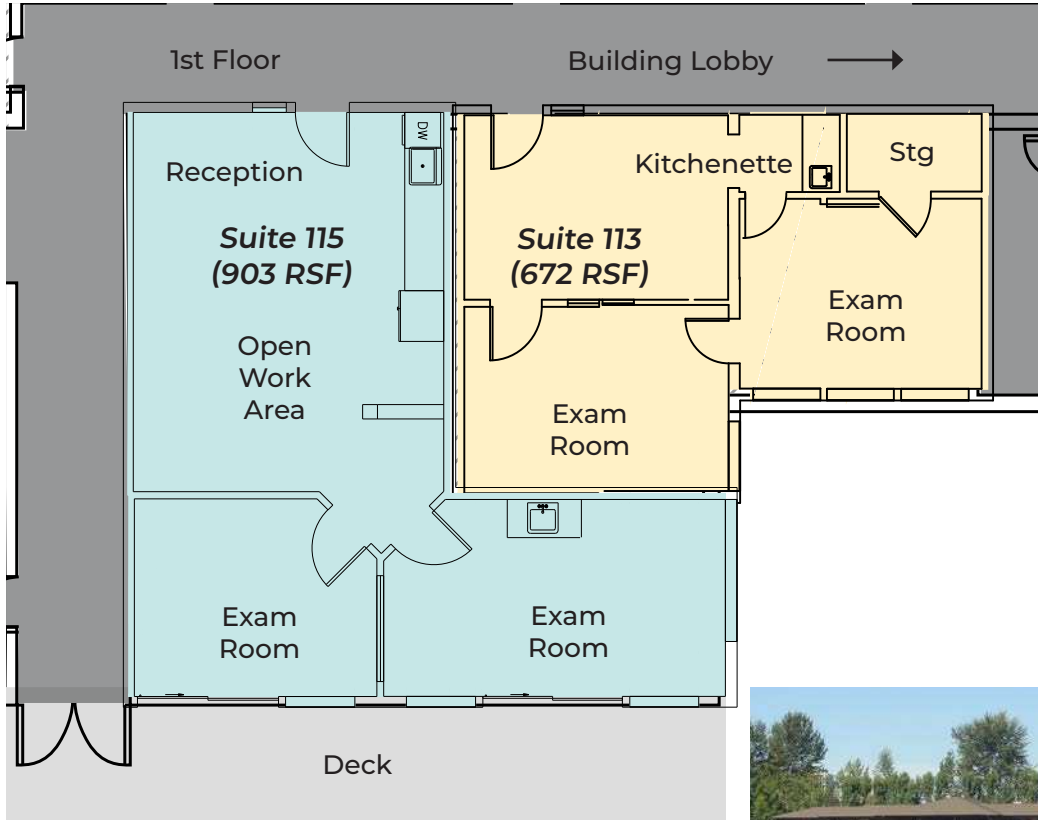 1st Floor
Building Lobby
DW
Reception
Kitchenette
Stg
Suite 115
(903 RSF)
Suite 113
(672 RSF)
Open
Work
Area
Exam
Room
Exam
Room
Exam
Room
Exam
Room
Deck